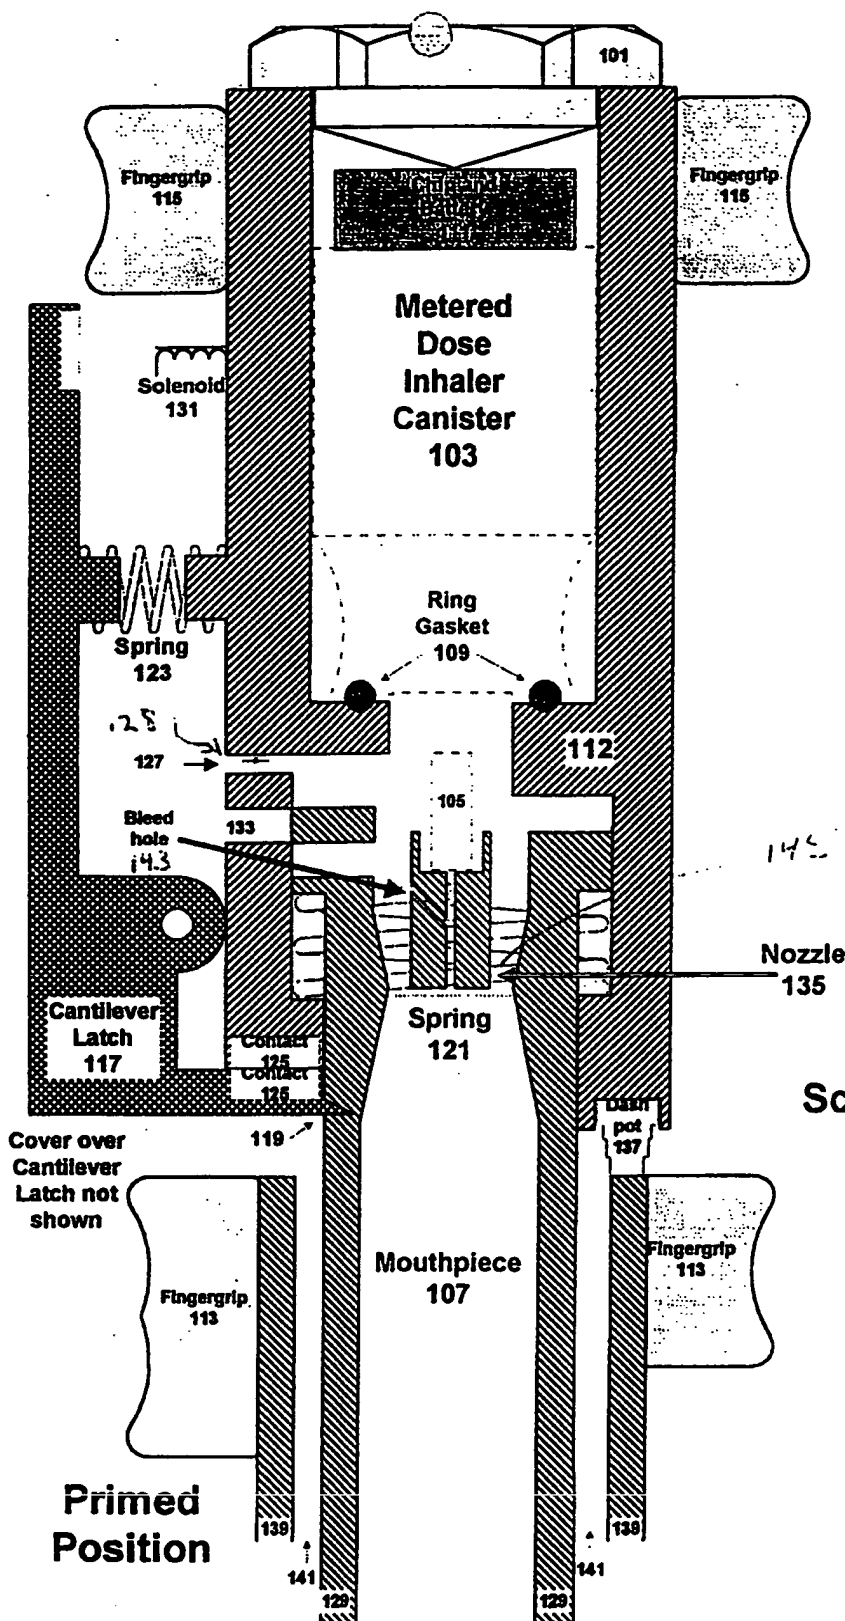 101
Fingergrip
115
Fingergrip
115
Metered
Dose
Inhaler
Canister
103
Solenoid
131
Ring
Gasket
109
Spring
123
127
112
105
Bleed
hole
143
133
Nozzle
135
Cantilever
Latch
117
Spring
121
Contact
125
Contact
126
Dash
pot
137
Sc
119
Cover over
Cantilever
Latch not
shown
Mouthpiece
107
Fingergrip
113
Fingergrip
113
Primed
Position
139
139
141
141
129
129